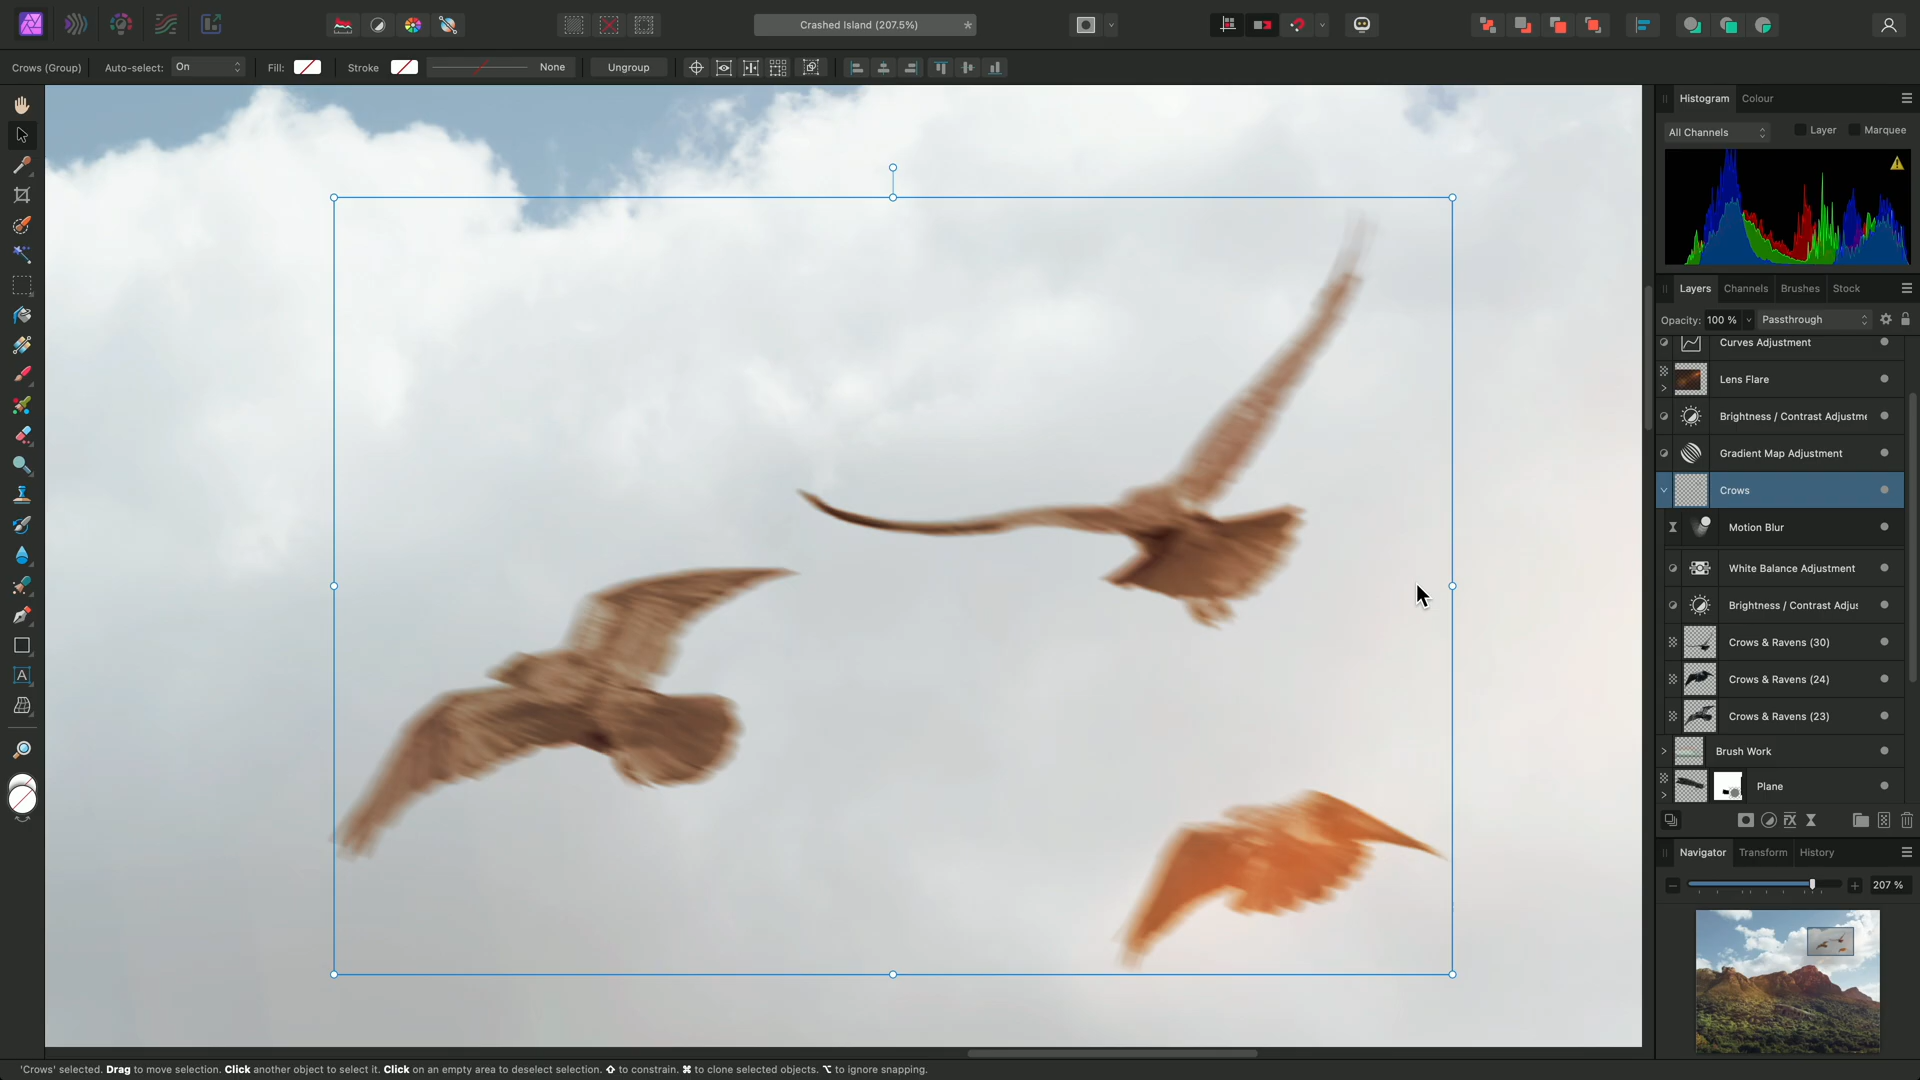 Crashed Island (207.5%)
*
Crows (Group)
Auto-select:
On
Fill:
Stroke
None
Ungroup
Histogram
Colour
All Channels
Layer
Marquee
Layers
Channels
Brushes
Stock
Opacity:
100 %
Passthrough
Curves Adjustment
Lens Flare
Brightness / Contrast Adjustme
Gradient Map Adjustment
Crows
Motion Blur
White Balance Adjustment
Brightness / Contrast Adjus
Crows & Ravens (30)
Crows & Ravens (24)
Crows & Ravens (23)
Brush Work
Plane
Navigator
Transform
History
207 %
'Crows' selected. Drag to move selection. Click another object to select it. Click on an empty area to deselect selection. ⇧ to constrain. ⌘ to clone selected objects. ⌥ to ignore snapping.